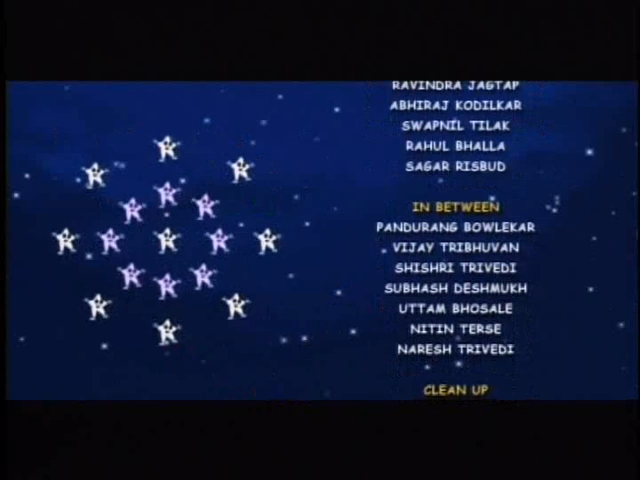 RAVINDRA JAGTAP
ABHIRAJ KODILKAR
SWAPNIL TILAK
RAHUL BHALLA
SAGAR RISBUD
IN BETWEEN
PANDURANG BOWLEKAR
VIJAY TRIBHUVAN
SHISHRI TRIVEDI
SUBHASH DESHMUKH
UTTAM BHOSALE
NITIN TERSE
NARESH TRIVEDI
CLEAN UP